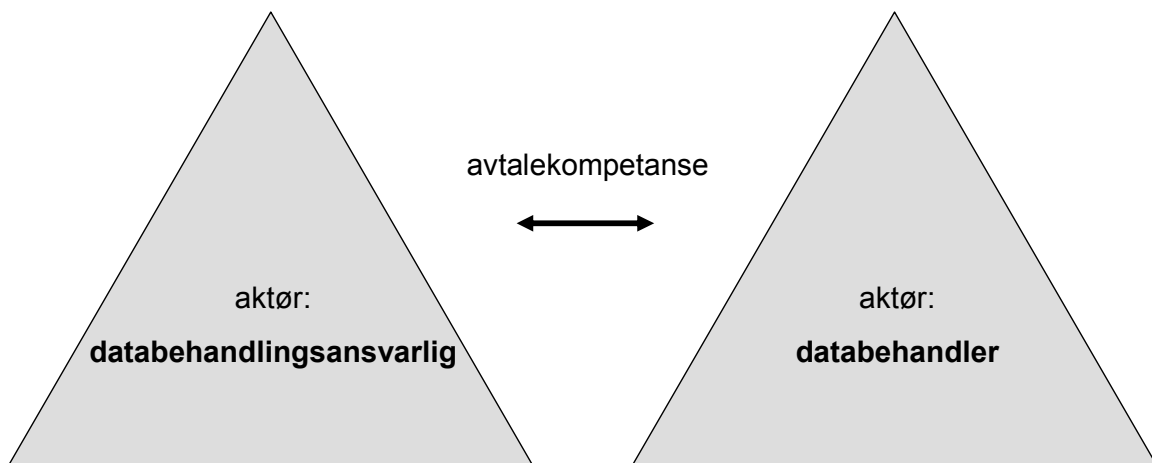 avtalekompetanse
aktør:
databehandlingsansvarlig
aktør:
databehandler